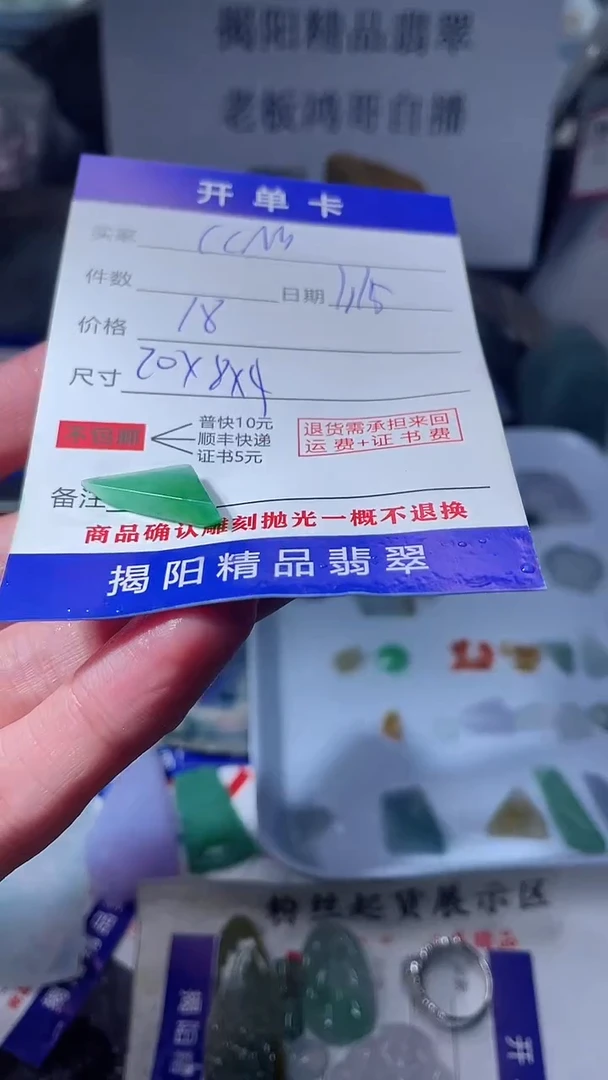 揭阳精品翡翠
老板鸿哥自播
开单卡
买家 CCM
件数 日期 1/15
价格 18
尺寸 20X8X4
普快10元
顺丰快递
证书5元
退货需承担来回
运费+证书费
备注
商品确认雕刻抛光一概不退换
揭阳精品翡翠
粉丝起货展示区
开